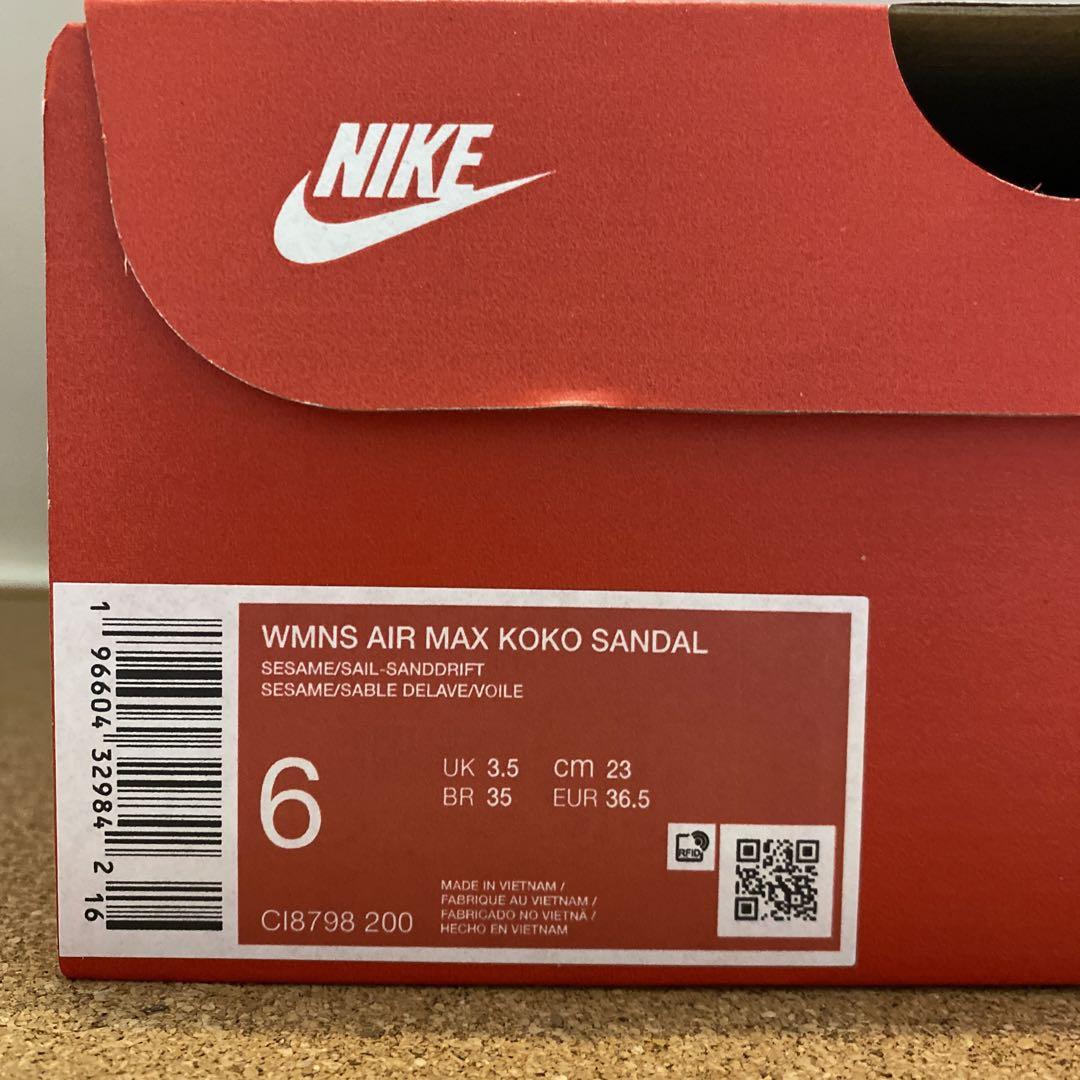 NIKE
1 96604 32984 2 16
WMNS AIR MAX KOKO SANDAL
SESAME/SAIL-SANDDRIFT
SESAME/SABLE DELAVE/VOILE
6
UK 3.5 cm 23
BR 35 EUR 36.5
RFID
CI8798 200
MADE IN VIETNAM /
FABRIQUE AU VIETNAM /
FABRICADO NO VIETNÃ /
HECHO EN VIETNAM